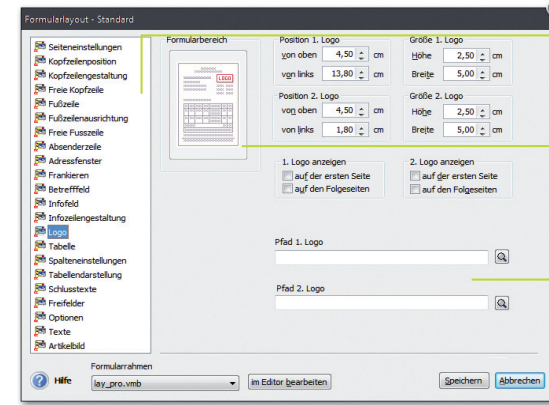 Formularlayout - Standard
Seiteneinstellungen
Kopfzeilenposition
Kopfzeilengestaltung
Freie Kopfzeile
Fußzeile
Fußzeilenausrichtung
Freie Fusszeile
Absenderzeile
Adressfenster
Frankieren
Betrefffeld
Infofeld
Infozeilengestaltung
Logo
Tabelle
Spalteneinstellungen
Tabellendarstellung
Schlusstexte
Freifelder
Optionen
Texte
Artikelbild
Formularbereich
LOGO
Position 1. Logo
von oben 4,50 cm
von links 13,80 cm
Größe 1. Logo
Höhe 2,50 cm
Breite 5,00 cm
Position 2. Logo
von oben 4,50 cm
von links 1,80 cm
Größe 2. Logo
Höhe 2,50 cm
Breite 5,00 cm
1. Logo anzeigen
auf der ersten Seite
auf den Folgeseiten
2. Logo anzeigen
auf der ersten Seite
auf den Folgeseiten
Pfad 1. Logo
Pfad 2. Logo
Formularrahmen
Hilfe lay_pro.vmb im Editor bearbeiten Speichern Abbrechen